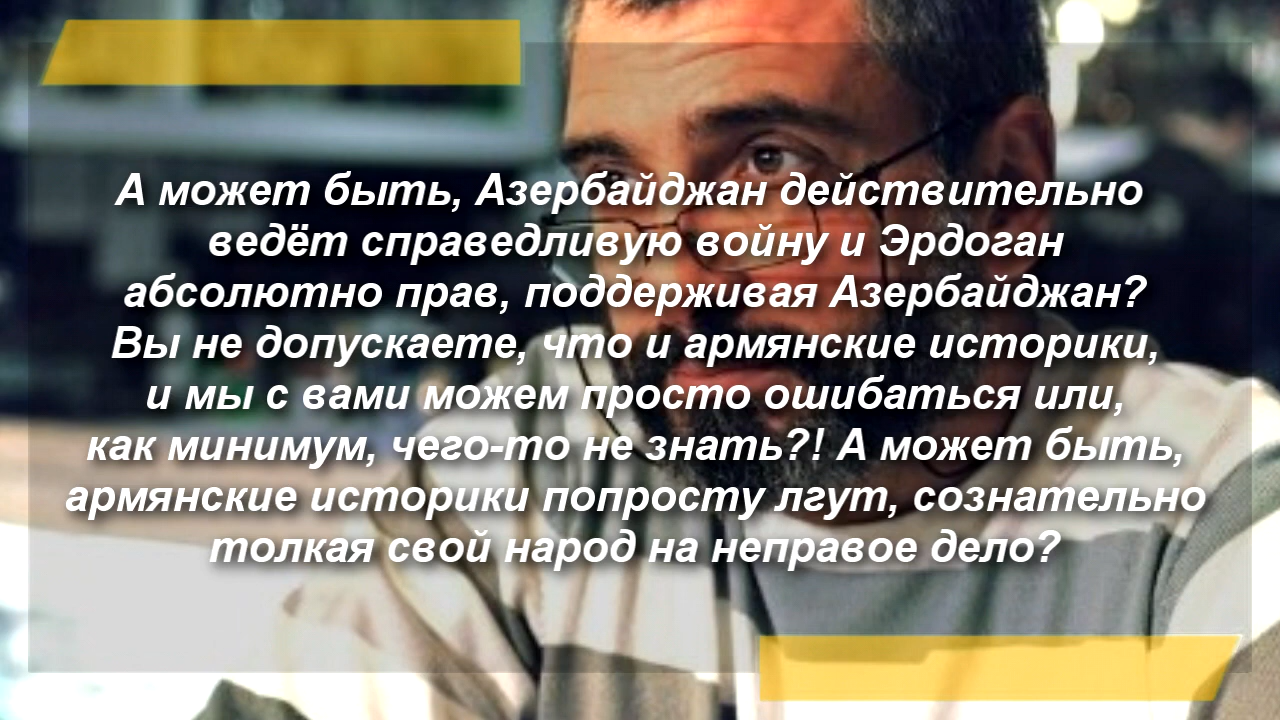 А может быть, Азербайджан действительно
ведёт справедливую войну и Эрдоган
абсолютно прав, поддерживая Азербайджан?
Вы не допускаете, что и армянские историки,
и мы с вами можем просто ошибаться или,
как минимум, чего-то не знать?! А может быть,
армянские историки попросту лгут, сознательно
толкая свой народ на неправое дело?